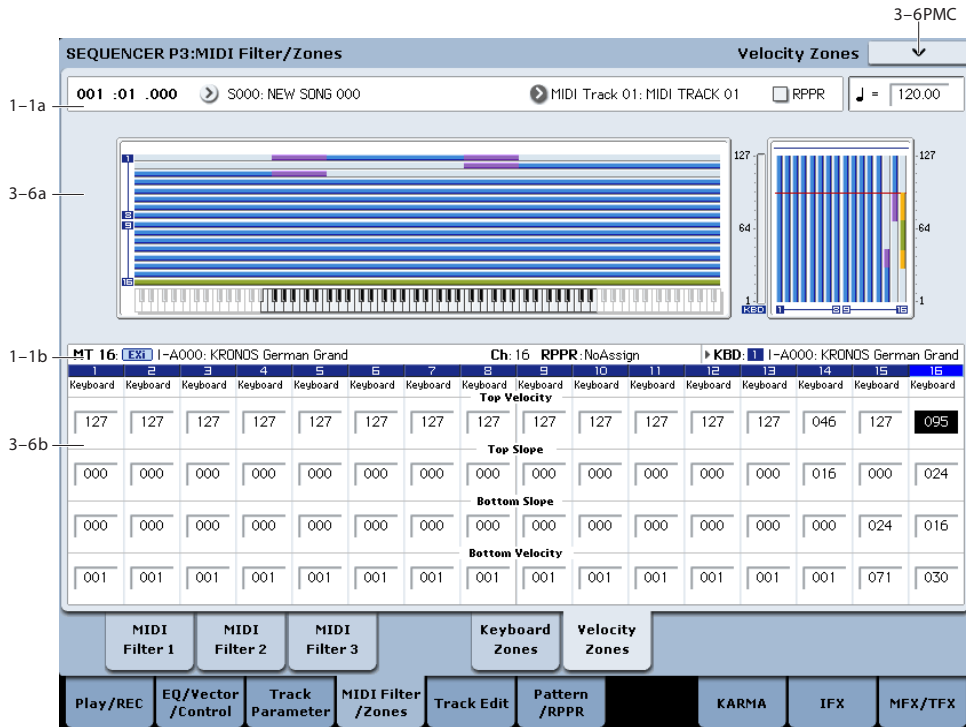 3–6PMC
SEQUENCER P3:MIDI Filter/Zones
Velocity Zones
1–1a
001 :01 .000
S000: NEW SONG 000
MIDI Track 01: MIDI TRACK 01
RPPR
♩ = 120.00
3–6a
1
8
9
16
127
64
1
KBD
1
8 9
16
127
64
1
1–1b
MT 16: EXi I-A000: KRONOS German Grand
Ch: 16 RPPR: NoAssign
KBD: 1 I-A000: KRONOS German Grand
1 2 3 4 5 6 7 8 9 10 11 12 13 14 15 16
Keyboard Keyboard Keyboard Keyboard Keyboard Keyboard Keyboard Keyboard Keyboard Keyboard Keyboard Keyboard Keyboard Keyboard Keyboard Keyboard
Top Velocity
127 127 127 127 127 127 127 127 127 127 127 127 127 046 127 095
3–6b
Top Slope
000 000 000 000 000 000 000 000 000 000 000 000 000 016 000 024
Bottom Slope
000 000 000 000 000 000 000 000 000 000 000 000 000 000 024 016
Bottom Velocity
001 001 001 001 001 001 001 001 001 001 001 001 001 001 071 030
MIDI
Filter 1
MIDI
Filter 2
MIDI
Filter 3
Keyboard
Zones
Velocity
Zones
Play/REC
EQ/Vector
/Control
Track
Parameter
MIDI Filter
/Zones
Track Edit
Pattern
/RPPR
KARMA
IFX
MFX/TFX